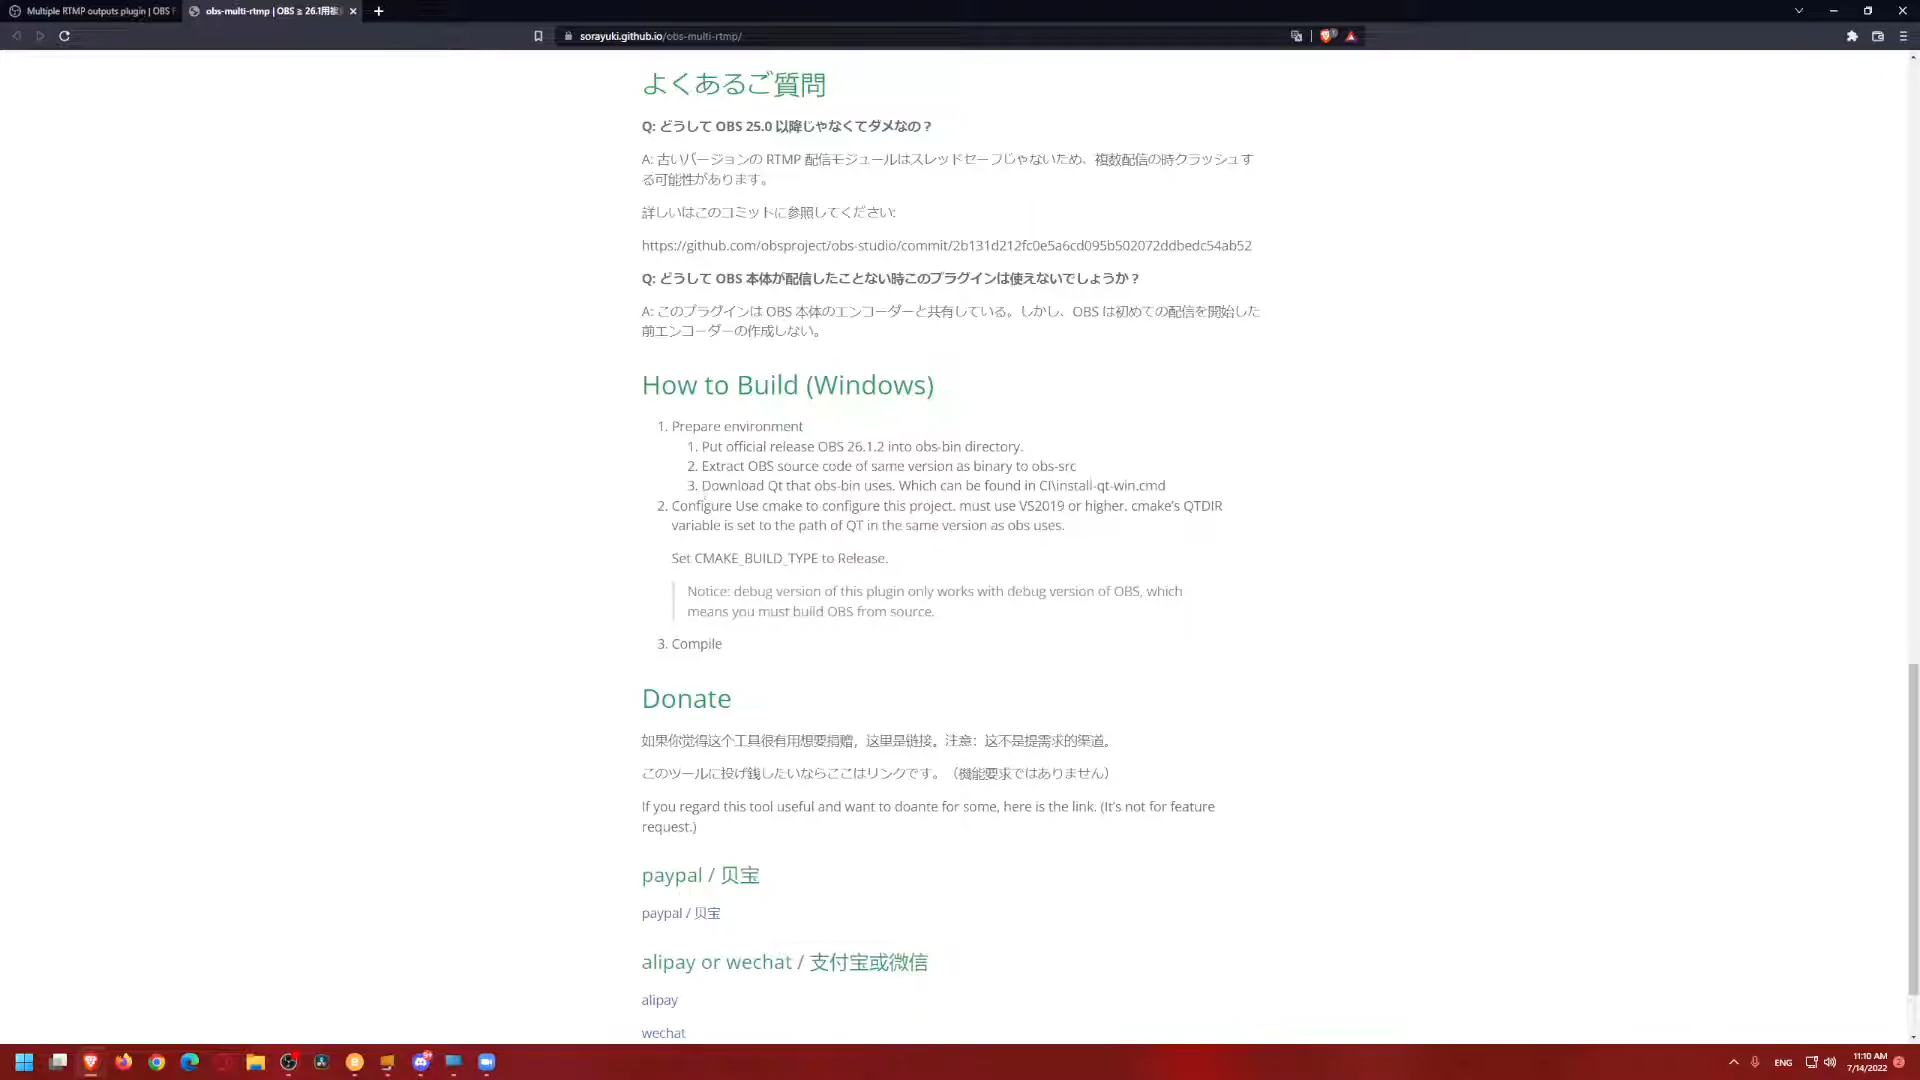 Multiple RTMP outputs plugin | OBS F
obs-multi-rtmp | OBS ≥ 26.1用複
sorayuki.github.io/obs-multi-rtmp/
よくあるご質問
Q: どうして OBS 25.0 以降じゃなくてダメなの？
A: 古いバージョンの RTMP 配信モジュールはスレッドセーフじゃないため、複数配信の時クラッシュす
る可能性があります。
詳しいはこのコミットに参照してください:
https://github.com/obsproject/obs-studio/commit/2b131d212fc0e5a6cd095b502072ddbedc54ab52
Q: どうして OBS 本体が配信したことない時このプラグインは使えないでしょうか？
A: このプラグインは OBS 本体のエンコーダーと共有している。しかし、OBS は初めての配信を開始した
前エンコーダーの作成しない。
How to Build (Windows)
1. Prepare environment
1. Put official release OBS 26.1.2 into obs-bin directory.
2. Extract OBS source code of same version as binary to obs-src
3. Download Qt that obs-bin uses. Which can be found in CI\install-qt-win.cmd
2. Configure Use cmake to configure this project. must use VS2019 or higher. cmake’s QTDIR
variable is set to the path of QT in the same version as obs uses.
Set CMAKE_BUILD_TYPE to Release.
Notice: debug version of this plugin only works with debug version of OBS, which
means you must build OBS from source.
3. Compile
Donate
如果你觉得这个工具很有用想要捐赠，这里是链接。注意：这不是提需求的渠道。
このツールに投げ銭したいならここはリンクです。（機能要求ではありません）
If you regard this tool useful and want to doante for some, here is the link. (It’s not for feature
request.)
paypal / 贝宝
paypal / 贝宝
alipay or wechat / 支付宝或微信
alipay
wechat
ENG
11:10 AM
7/14/2022
2